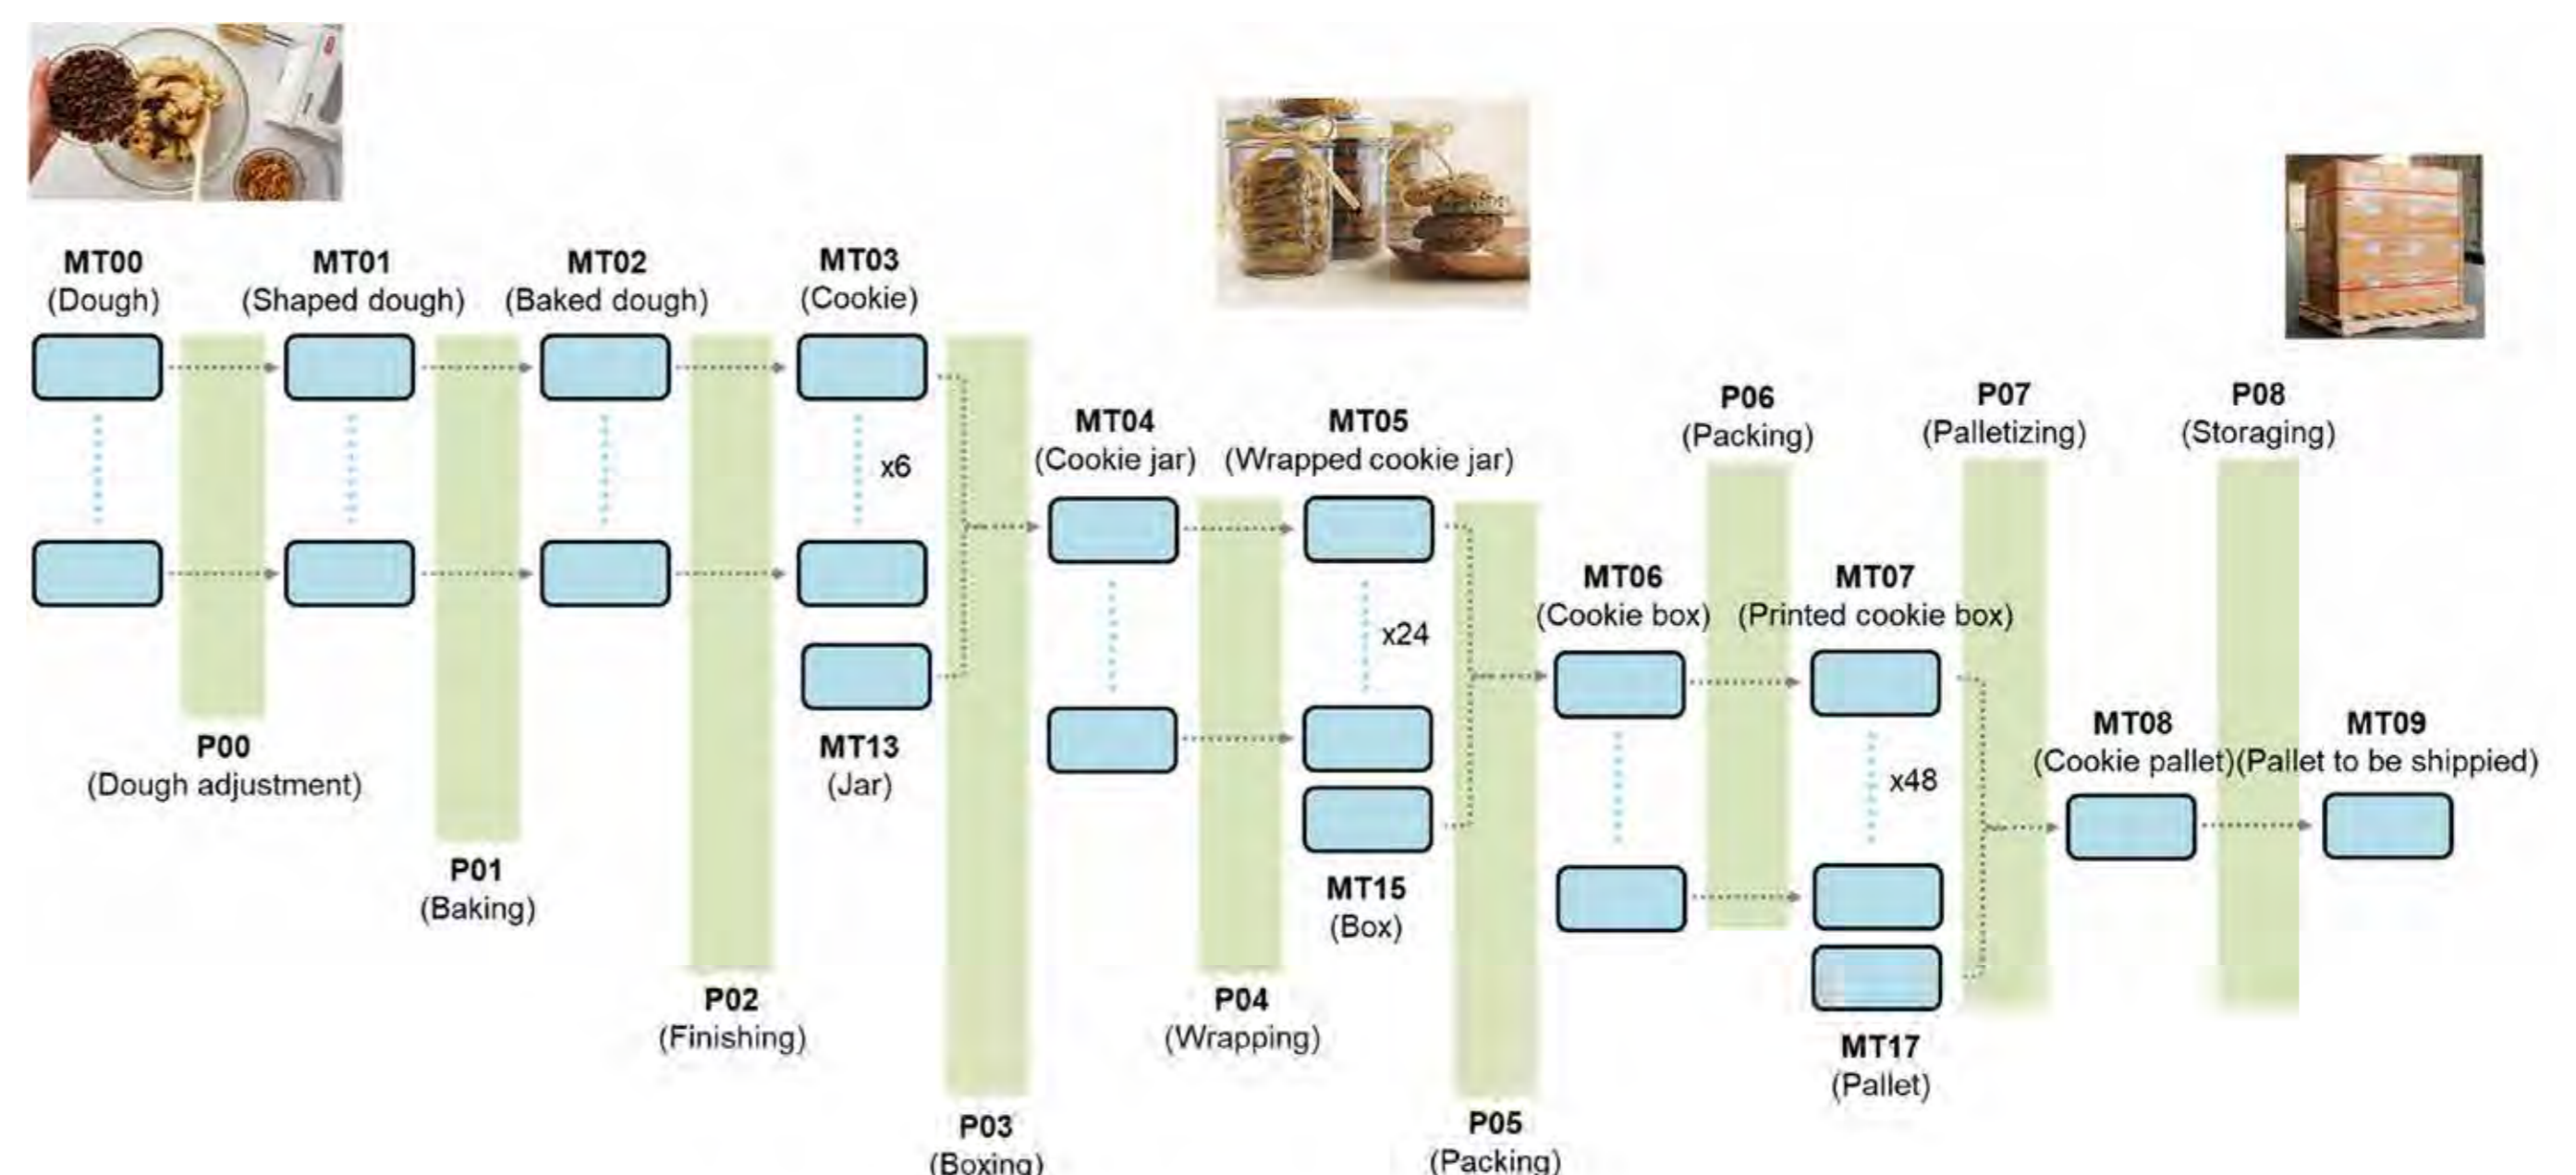 MT00
(Dough)
MT01
(Shaped dough)
MT02
(Baked dough)
MT03
(Cookie)
x6
MT13
(Jar)
P00
(Dough adjustment)
P01
(Baking)
P02
(Finishing)
P03
(Boxing)
MT04
(Cookie jar)
MT05
(Wrapped cookie jar)
x24
MT15
(Box)
P04
(Wrapping)
P05
(Packing)
MT06
(Cookie box)
P06
(Packing)
MT07
(Printed cookie box)
x48
MT17
(Pallet)
P07
(Palletizing)
P08
(Storaging)
MT08
(Cookie pallet)
MT09
(Pallet to be shippied)